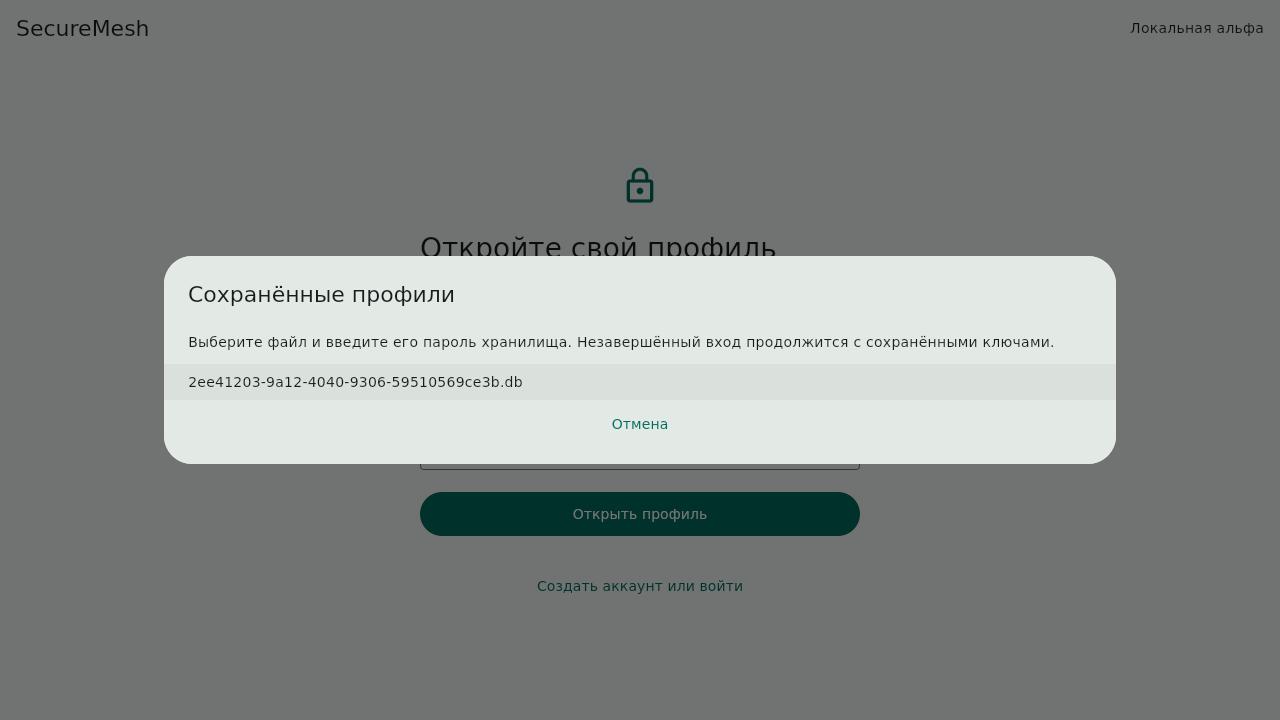 SecureMesh
Локальная альфа
Откройте свой профиль
Сохранённые профили
Выберите файл и введите его пароль хранилища. Незавершённый вход продолжится с сохранёнными ключами.
2ee41203-9a12-4040-9306-59510569ce3b.db
Отмена
Открыть профиль
Создать аккаунт или войти